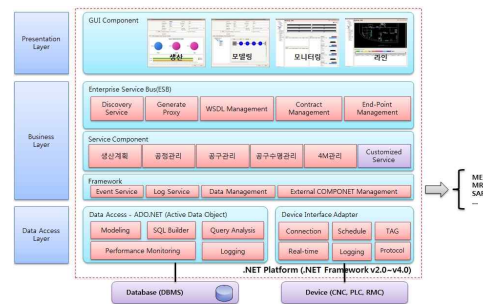 Presentation
Layer
GUI Component
생산
모델링
모니터링
라인
Business
Layer
Enterprise Service Bus(ESB)
Discovery
Service
Generate
Proxy
WSDL Management
Contract
Management
End-Point
Management
Service Component
생산계획
공정관리
공구관리
공구수명관리
4M관리
Customized
Service
Framework
Event Service
Log Service
Data Management
External COMPONET Management
Data Access
Layer
Data Access – ADO.NET (Active Data Object)
Modeling
SQL Builder
Query Analysis
Performance Monitoring
Logging
Device Interface Adapter
Connection
Schedule
TAG
Real-time
Logging
Protocol
.NET Platform (.NET Framework v2.0~v4.0)
Database (DBMS)
Device (CNC, PLC, RMC)
ME
MR
SAP
...